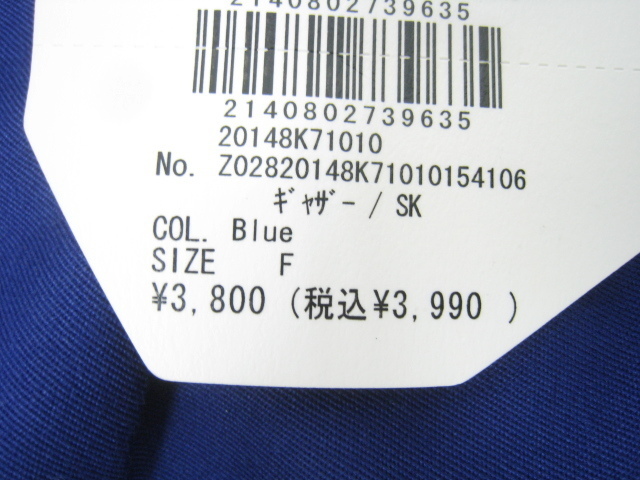 2140802739635
2140802739635
20148K71010
No. Z02820148K71010154106
ｷﾞｬｻﾞｰ / SK
COL. Blue
SIZE F
¥3,800 (税込¥3,990 )